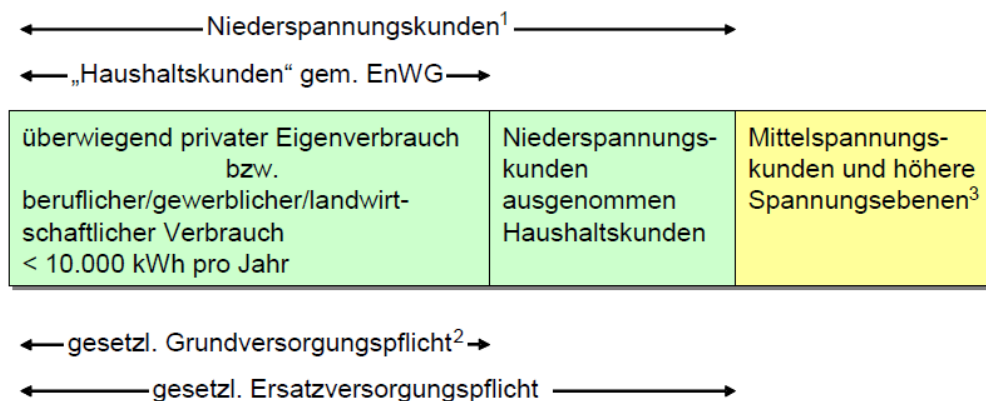 Niederspannungskunden¹
„Haushaltskunden“ gem. EnWG
überwiegend privater Eigenverbrauch
bzw.
beruflicher/gewerblicher/landwirt-
schaftlicher Verbrauch
< 10.000 kWh pro Jahr
Niederspannungs-
kunden
ausgenommen
Haushaltskunden
Mittelspannungs-
kunden und höhere
Spannungsebenen³
gesetzl. Grundversorgungspflicht²
gesetzl. Ersatzversorgungspflicht